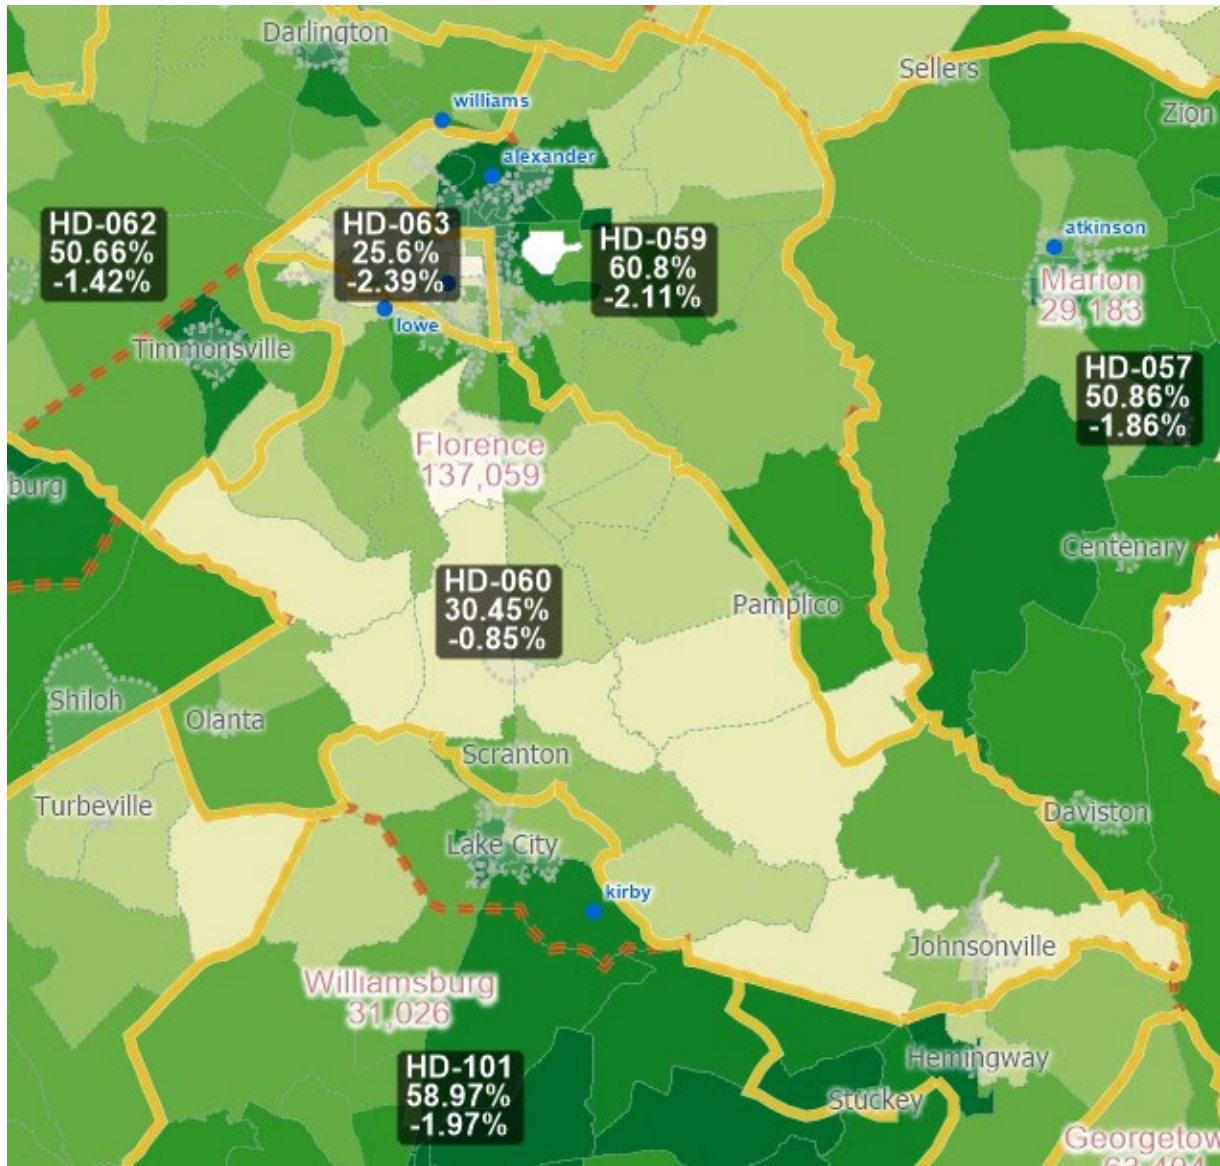 Darlington
Sellers
williams
Zion
alexander
HD-062
50.66%
-1.42%
HD-063
25.6%
-2.39%
HD-059
60.8%
-2.11%
atkinson
Marion
29,183
lowe
Timmonsville
HD-057
50.86%
-1.86%
Florence
137,059
burg
Centenary
HD-060
30.45%
-0.85%
Pamplico
Shiloh
Olanta
Scranton
Turbeville
Daviston
Lake City
kirby
Johnsonville
Williamsburg
31,026
HD-101
58.97%
-1.97%
Hemingway
Stuckey
Georgetow